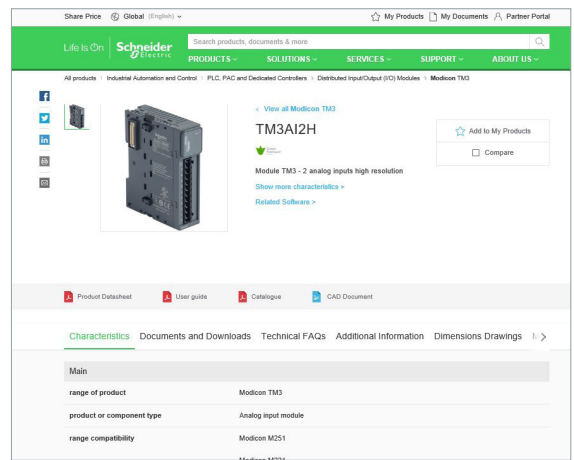 Share Price Global (English) My Products My Documents Partner Portal
Life Is On Schneider Electric
Search products, documents & more
PRODUCTS SOLUTIONS SERVICES SUPPORT ABOUT US
All products Industrial Automation and Control PLC, PAC and Dedicated Controllers Distributed Input/Output (I/O) Modules Modicon TM3
< View all Modicon TM3
TM3AI2H
Add to My Products
Compare
Module TM3 - 2 analog inputs high resolution
Show more characteristics >
Related Software >
Product Datasheet User guide Catalogue CAD Document
Characteristics Documents and Downloads Technical FAQs Additional Information Dimensions Drawings
Main
range of product Modicon TM3
product or component type Analog input module
range compatibility Modicon M251